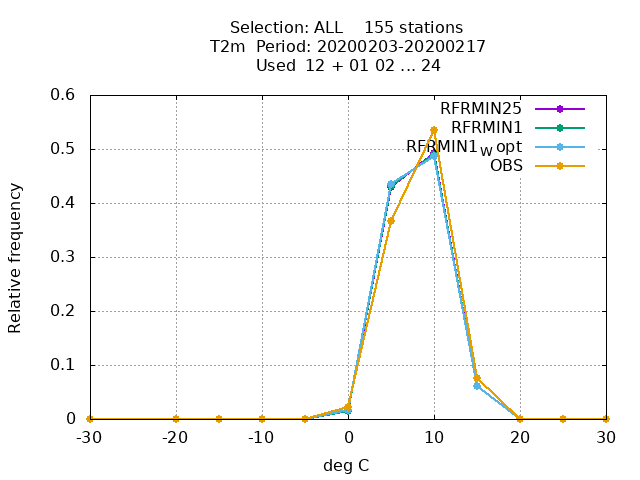 Selection: ALL    155 stations
T2m  Period: 20200203-20200217
Used  12 + 01 02 ... 24
RFRMIN25
RFRMIN1
RFRMIN1_W opt
OBS
Relative frequency
0.6
0.5
0.4
0.3
0.2
0.1
0
-30 -20 -10 0 10 20 30
deg C